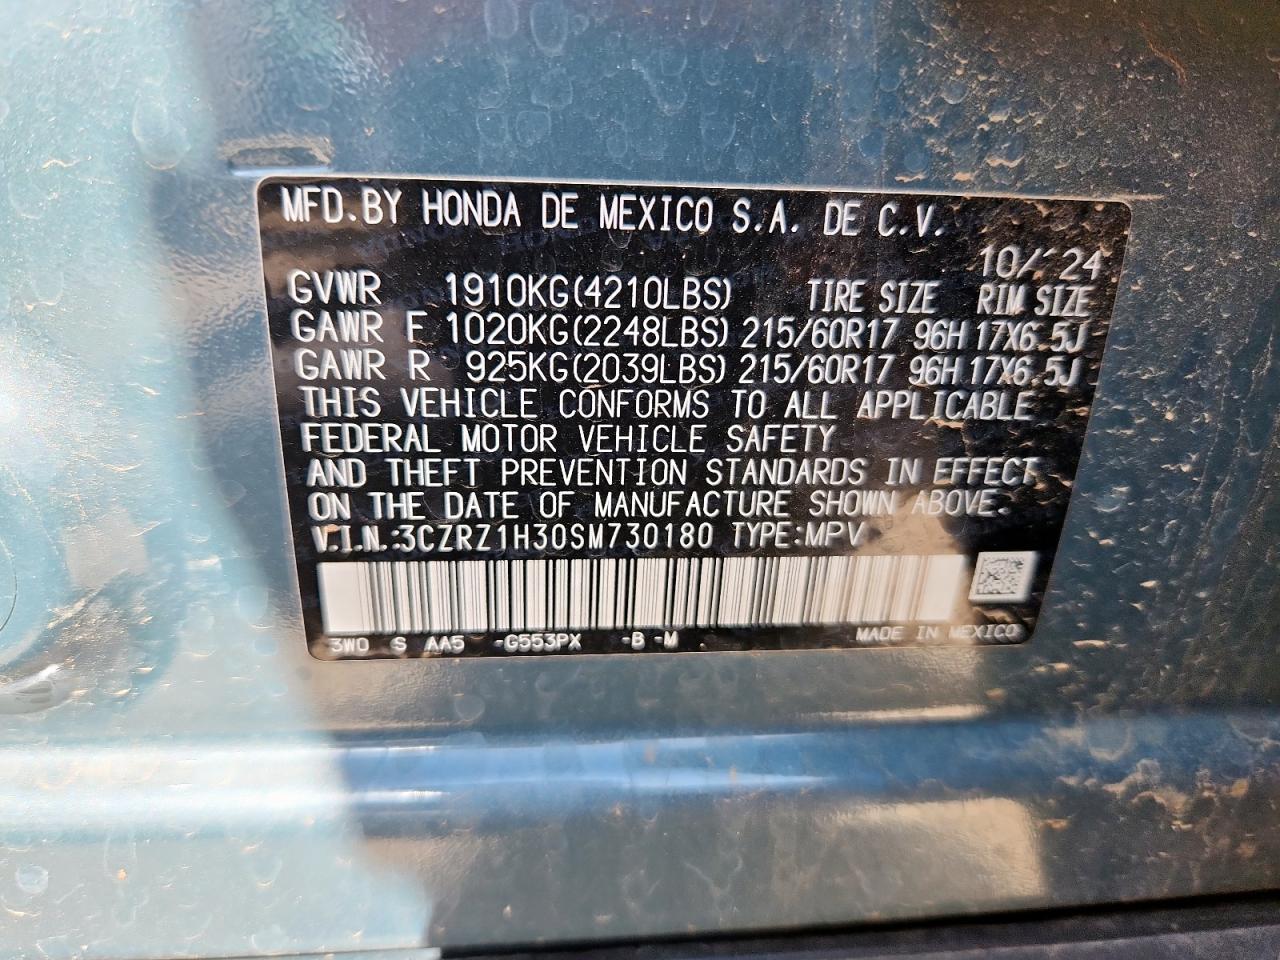 MFD.BY HONDA DE MEXICO S.A. DE C.V.
10/'24
GVWR 1910KG(4210LBS) TIRE SIZE RIM SIZE
GAWR F 1020KG(2248LBS) 215/60R17 96H 17X6.5J
GAWR R 925KG(2039LBS) 215/60R17 96H 17X6.5J
THIS VEHICLE CONFORMS TO ALL APPLICABLE
FEDERAL MOTOR VEHICLE SAFETY
AND THEFT PREVENTION STANDARDS IN EFFECT
ON THE DATE OF MANUFACTURE SHOWN ABOVE.
V.I.N.:3CZRZ1H30SM730180 TYPE:MPV
3W0 S AA5 -G553PX -B -M MADE IN MEXICO